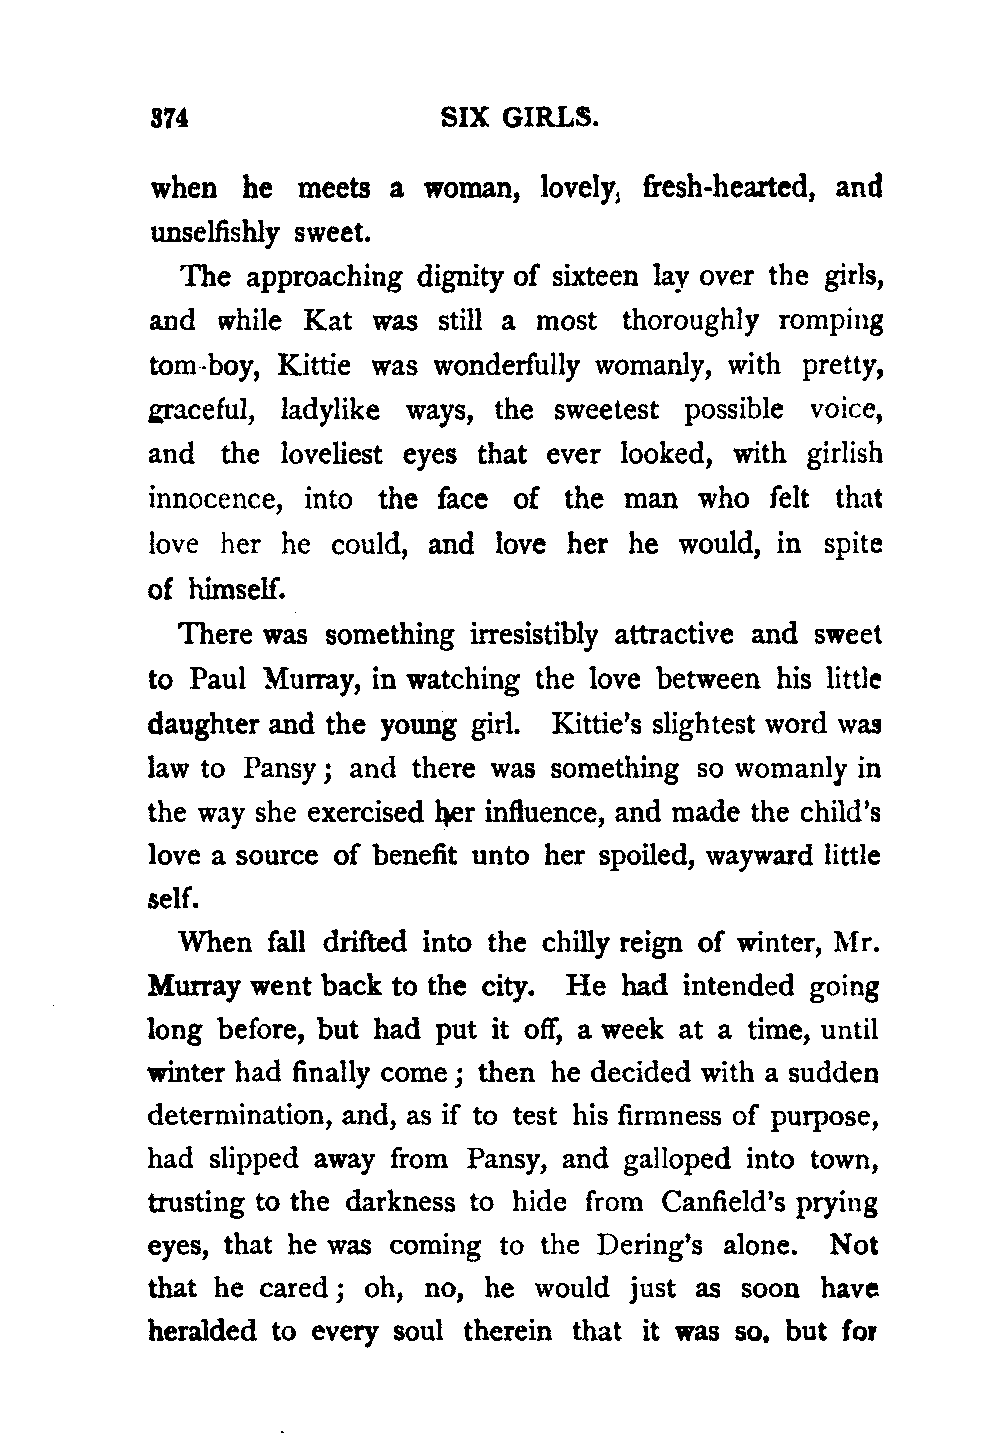 374 SIX GIRLS.
when he meets a woman, lovely, fresh-hearted, and
unselfishly sweet.
The approaching dignity of sixteen lay over the girls,
and while Kat was still a most thoroughly romping
tom-boy, Kittie was wonderfully womanly, with pretty,
graceful, ladylike ways, the sweetest possible voice,
and the loveliest eyes that ever looked, with girlish
innocence, into the face of the man who felt that
love her he could, and love her he would, in spite
of himself.
There was something irresistibly attractive and sweet
to Paul Murray, in watching the love between his little
daughter and the young girl. Kittie's slightest word was
law to Pansy; and there was something so womanly in
the way she exercised her influence, and made the child's
love a source of benefit unto her spoiled, wayward little
self.
When fall drifted into the chilly reign of winter, Mr.
Murray went back to the city. He had intended going
long before, but had put it off, a week at a time, until
winter had finally come; then he decided with a sudden
determination, and, as if to test his firmness of purpose,
had slipped away from Pansy, and galloped into town,
trusting to the darkness to hide from Canfield's prying
eyes, that he was coming to the Dering's alone. Not
that he cared; oh, no, he would just as soon have
heralded to every soul therein that it was so, but for